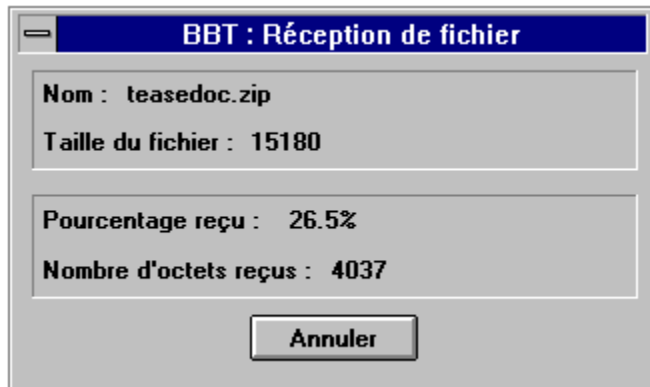 BBT : Réception de fichier
Nom : teasedoc.zip
Taille du fichier : 15180
Pourcentage reçu : 26.5%
Nombre d'octets reçus : 4037
Annuler